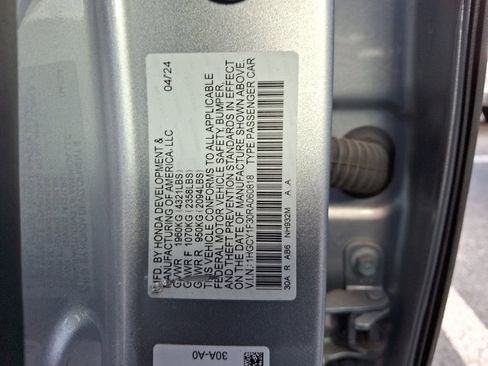 MFD. BY HONDA DEVELOPMENT &
MANUFACTURING OF AMERICA, LLC 04/24
GVWR 1960KG (4321LBS)
GAWR F 1070KG (2358LBS)
GAWR R 950KG (2094LBS)
THIS VEHICLE CONFORMS TO ALL APPLICABLE
FEDERAL MOTOR VEHICLE SAFETY, BUMPER,
AND THEFT PREVENTION STANDARDS IN EFFECT
ON THE DATE OF MANUFACTURE SHOWN ABOVE.
V.I.N.:1HGCY1F30RA060818 TYPE:PASSENGER CAR
30A R AB6 NH932M A A
30A-A0